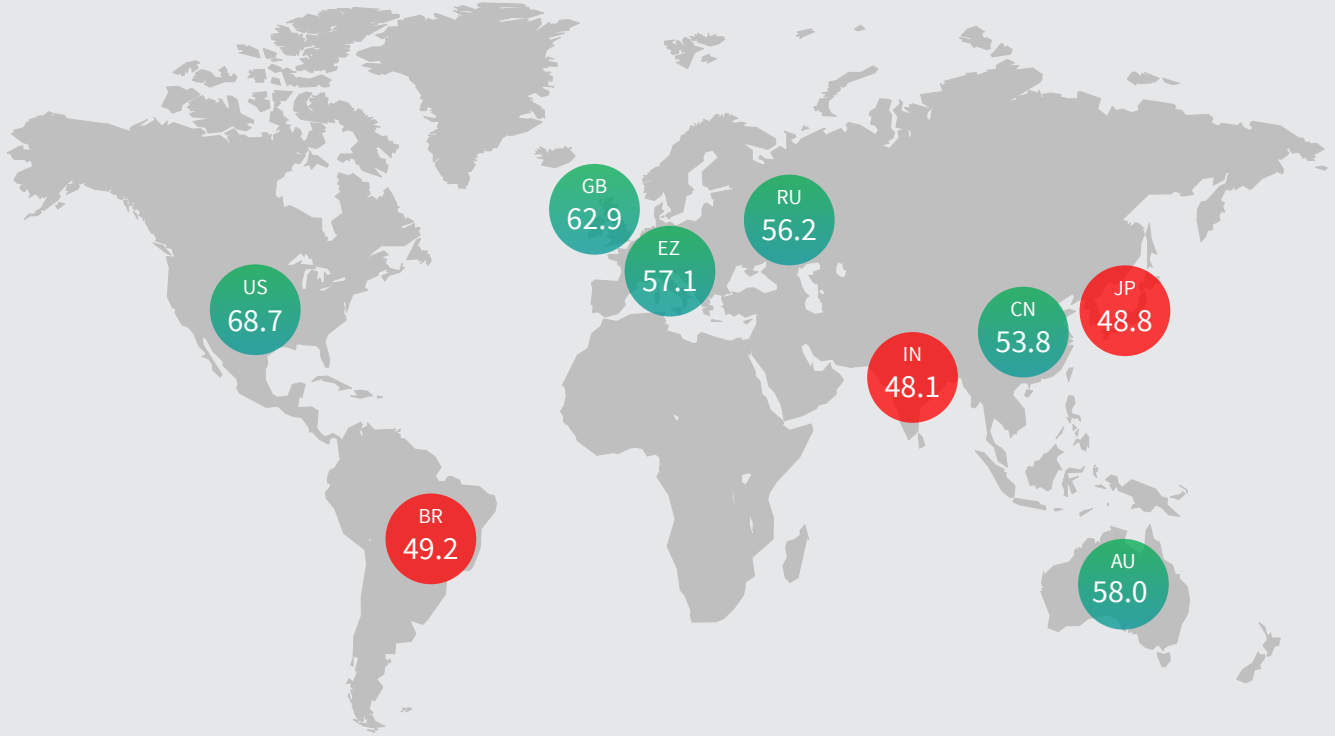 GB
62.9
RU
56.2
EZ
57.1
US
68.7
JP
48.8
CN
53.8
IN
48.1
BR
49.2
AU
58.0